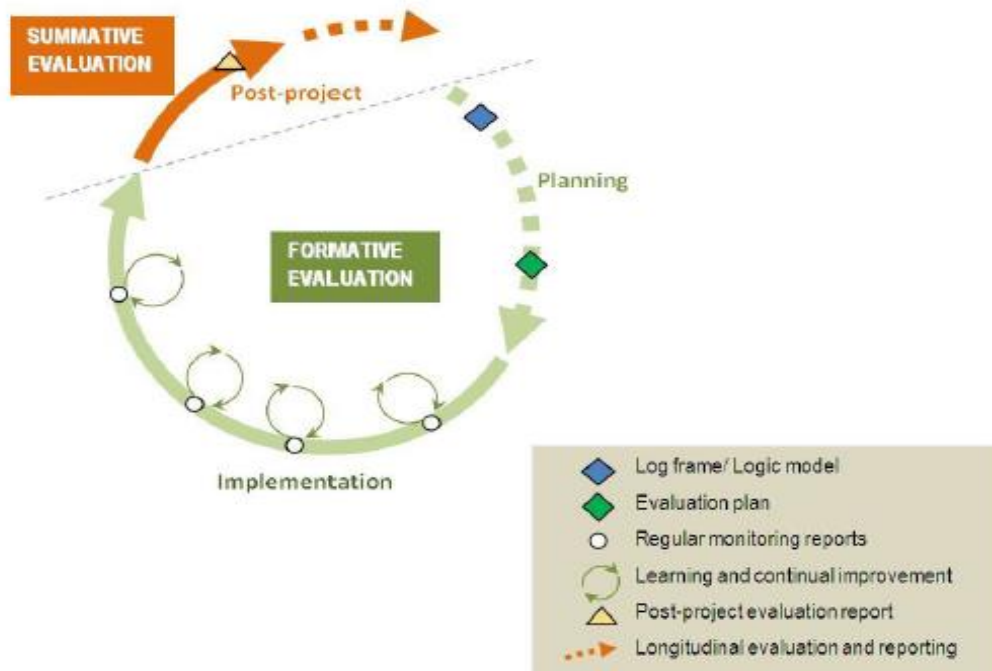 SUMMATIVE
EVALUATION
Post-project
Planning
FORMATIVE
EVALUATION
Implementation
Log frame/ Logic model
Evaluation plan
Regular monitoring reports
Learning and continual improvement
Post-project evaluation report
Longitudinal evaluation and reporting